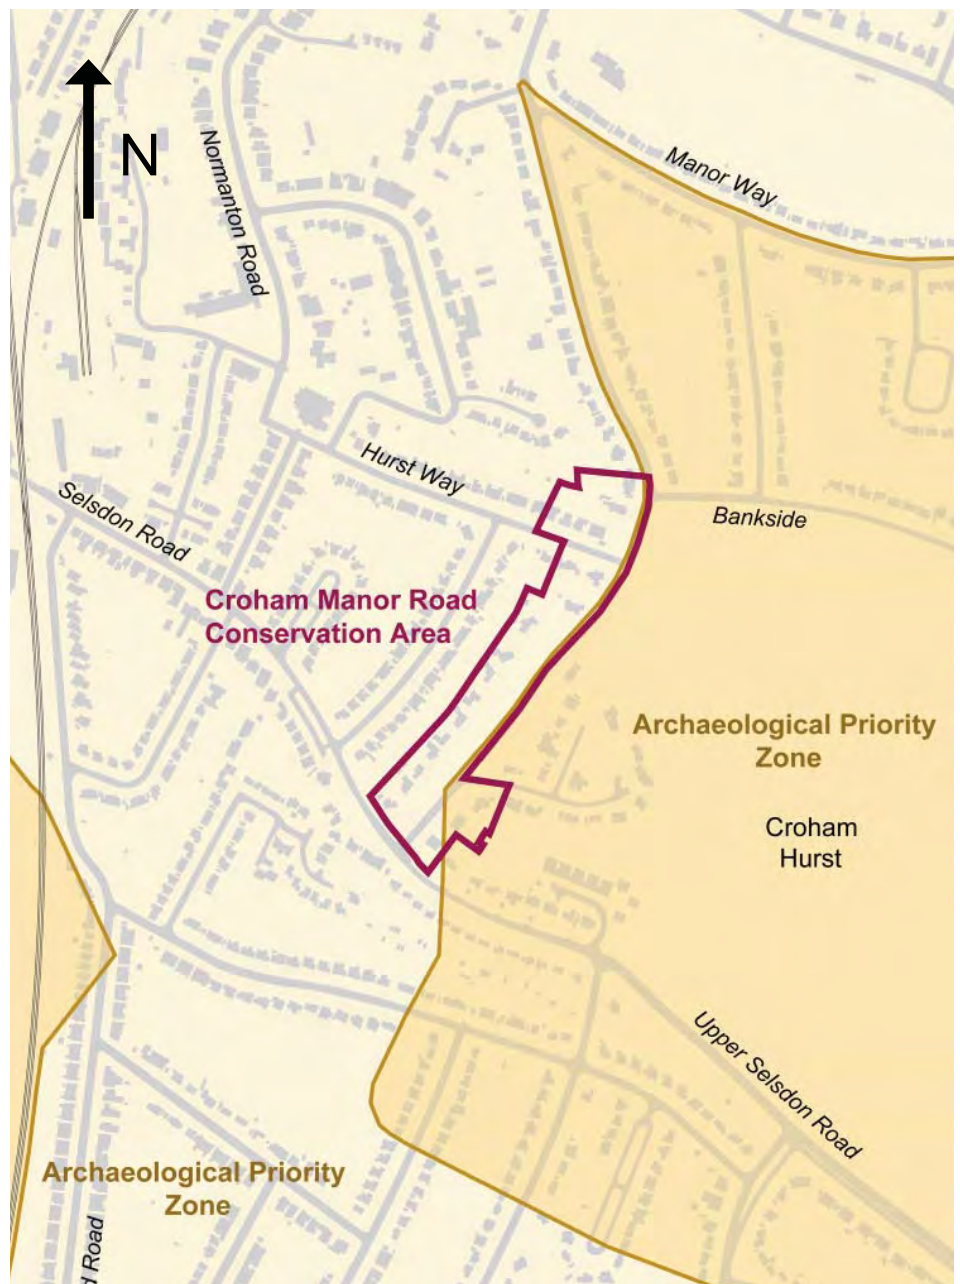 N
Normanton Road
Manor Way
Hurst Way
Selsdon Road
Bankside
Croham Manor Road
Conservation Area
Archaeological Priority
Zone
Croham
Hurst
Upper Selsdon Road
Archaeological Priority
Zone
d Road